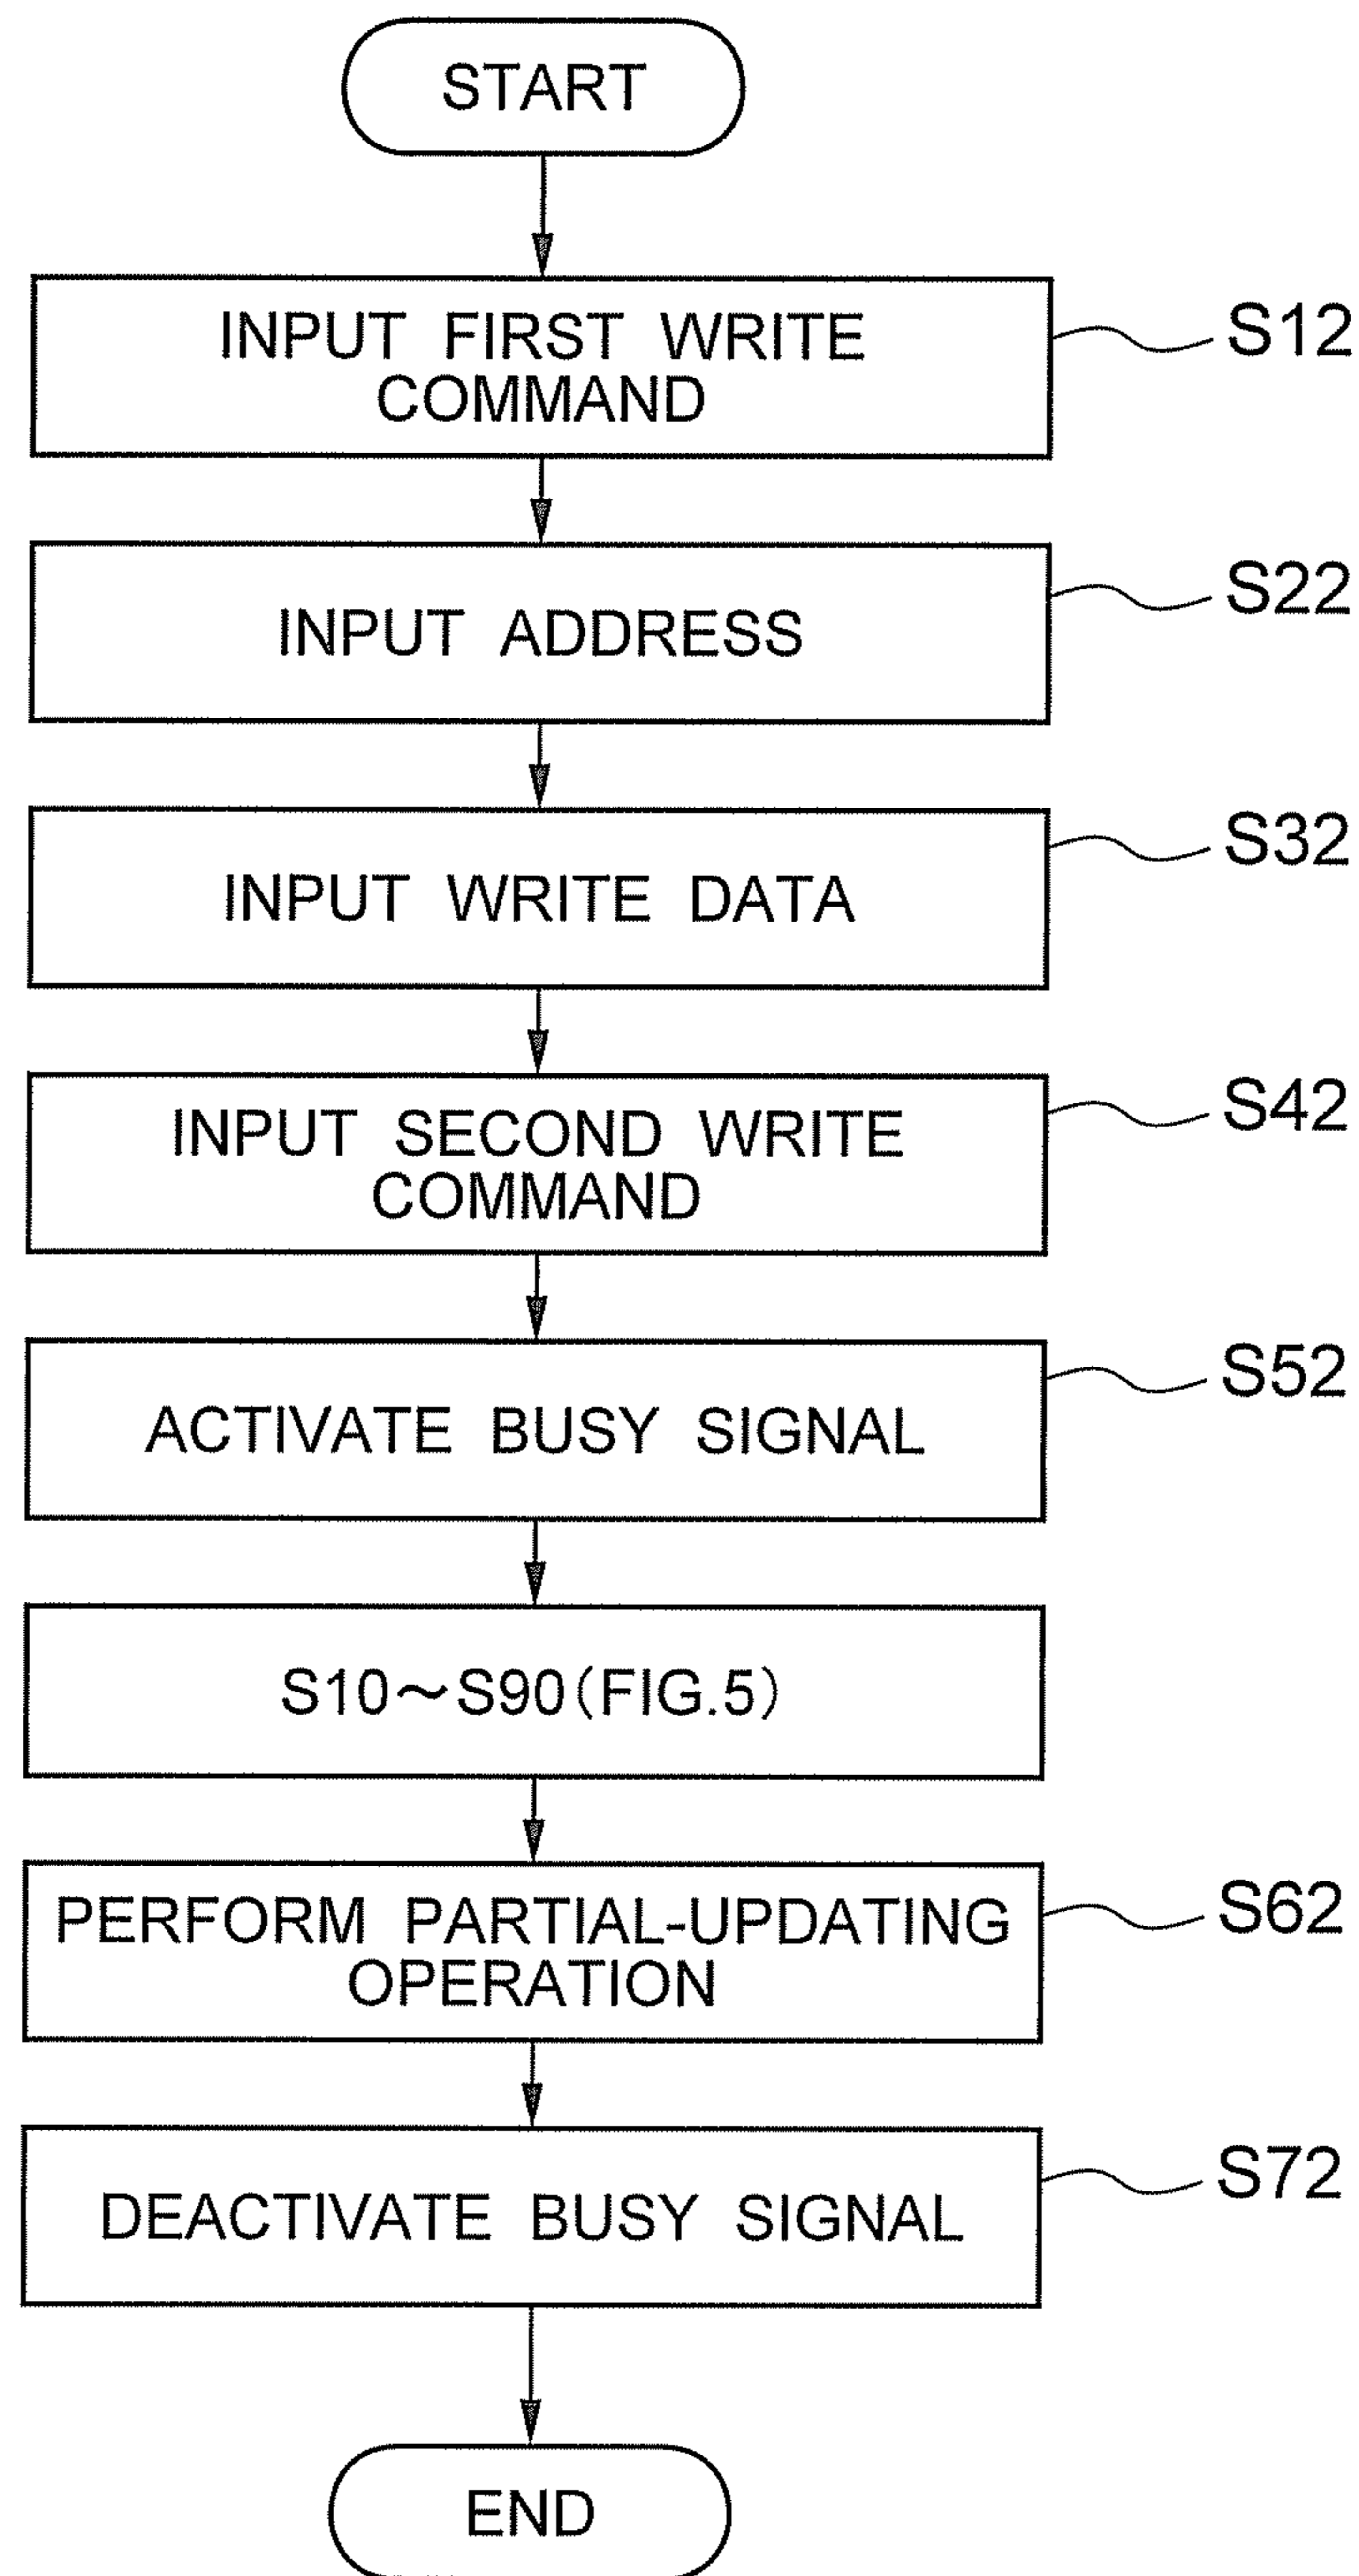 START
INPUT FIRST WRITE
COMMAND
S12
INPUT ADDRESS
S22
INPUT WRITE DATA
S32
INPUT SECOND WRITE
COMMAND
S42
ACTIVATE BUSY SIGNAL
S52
S10～S90(FIG.5)
PERFORM PARTIAL-UPDATING
OPERATION
S62
DEACTIVATE BUSY SIGNAL
S72
END